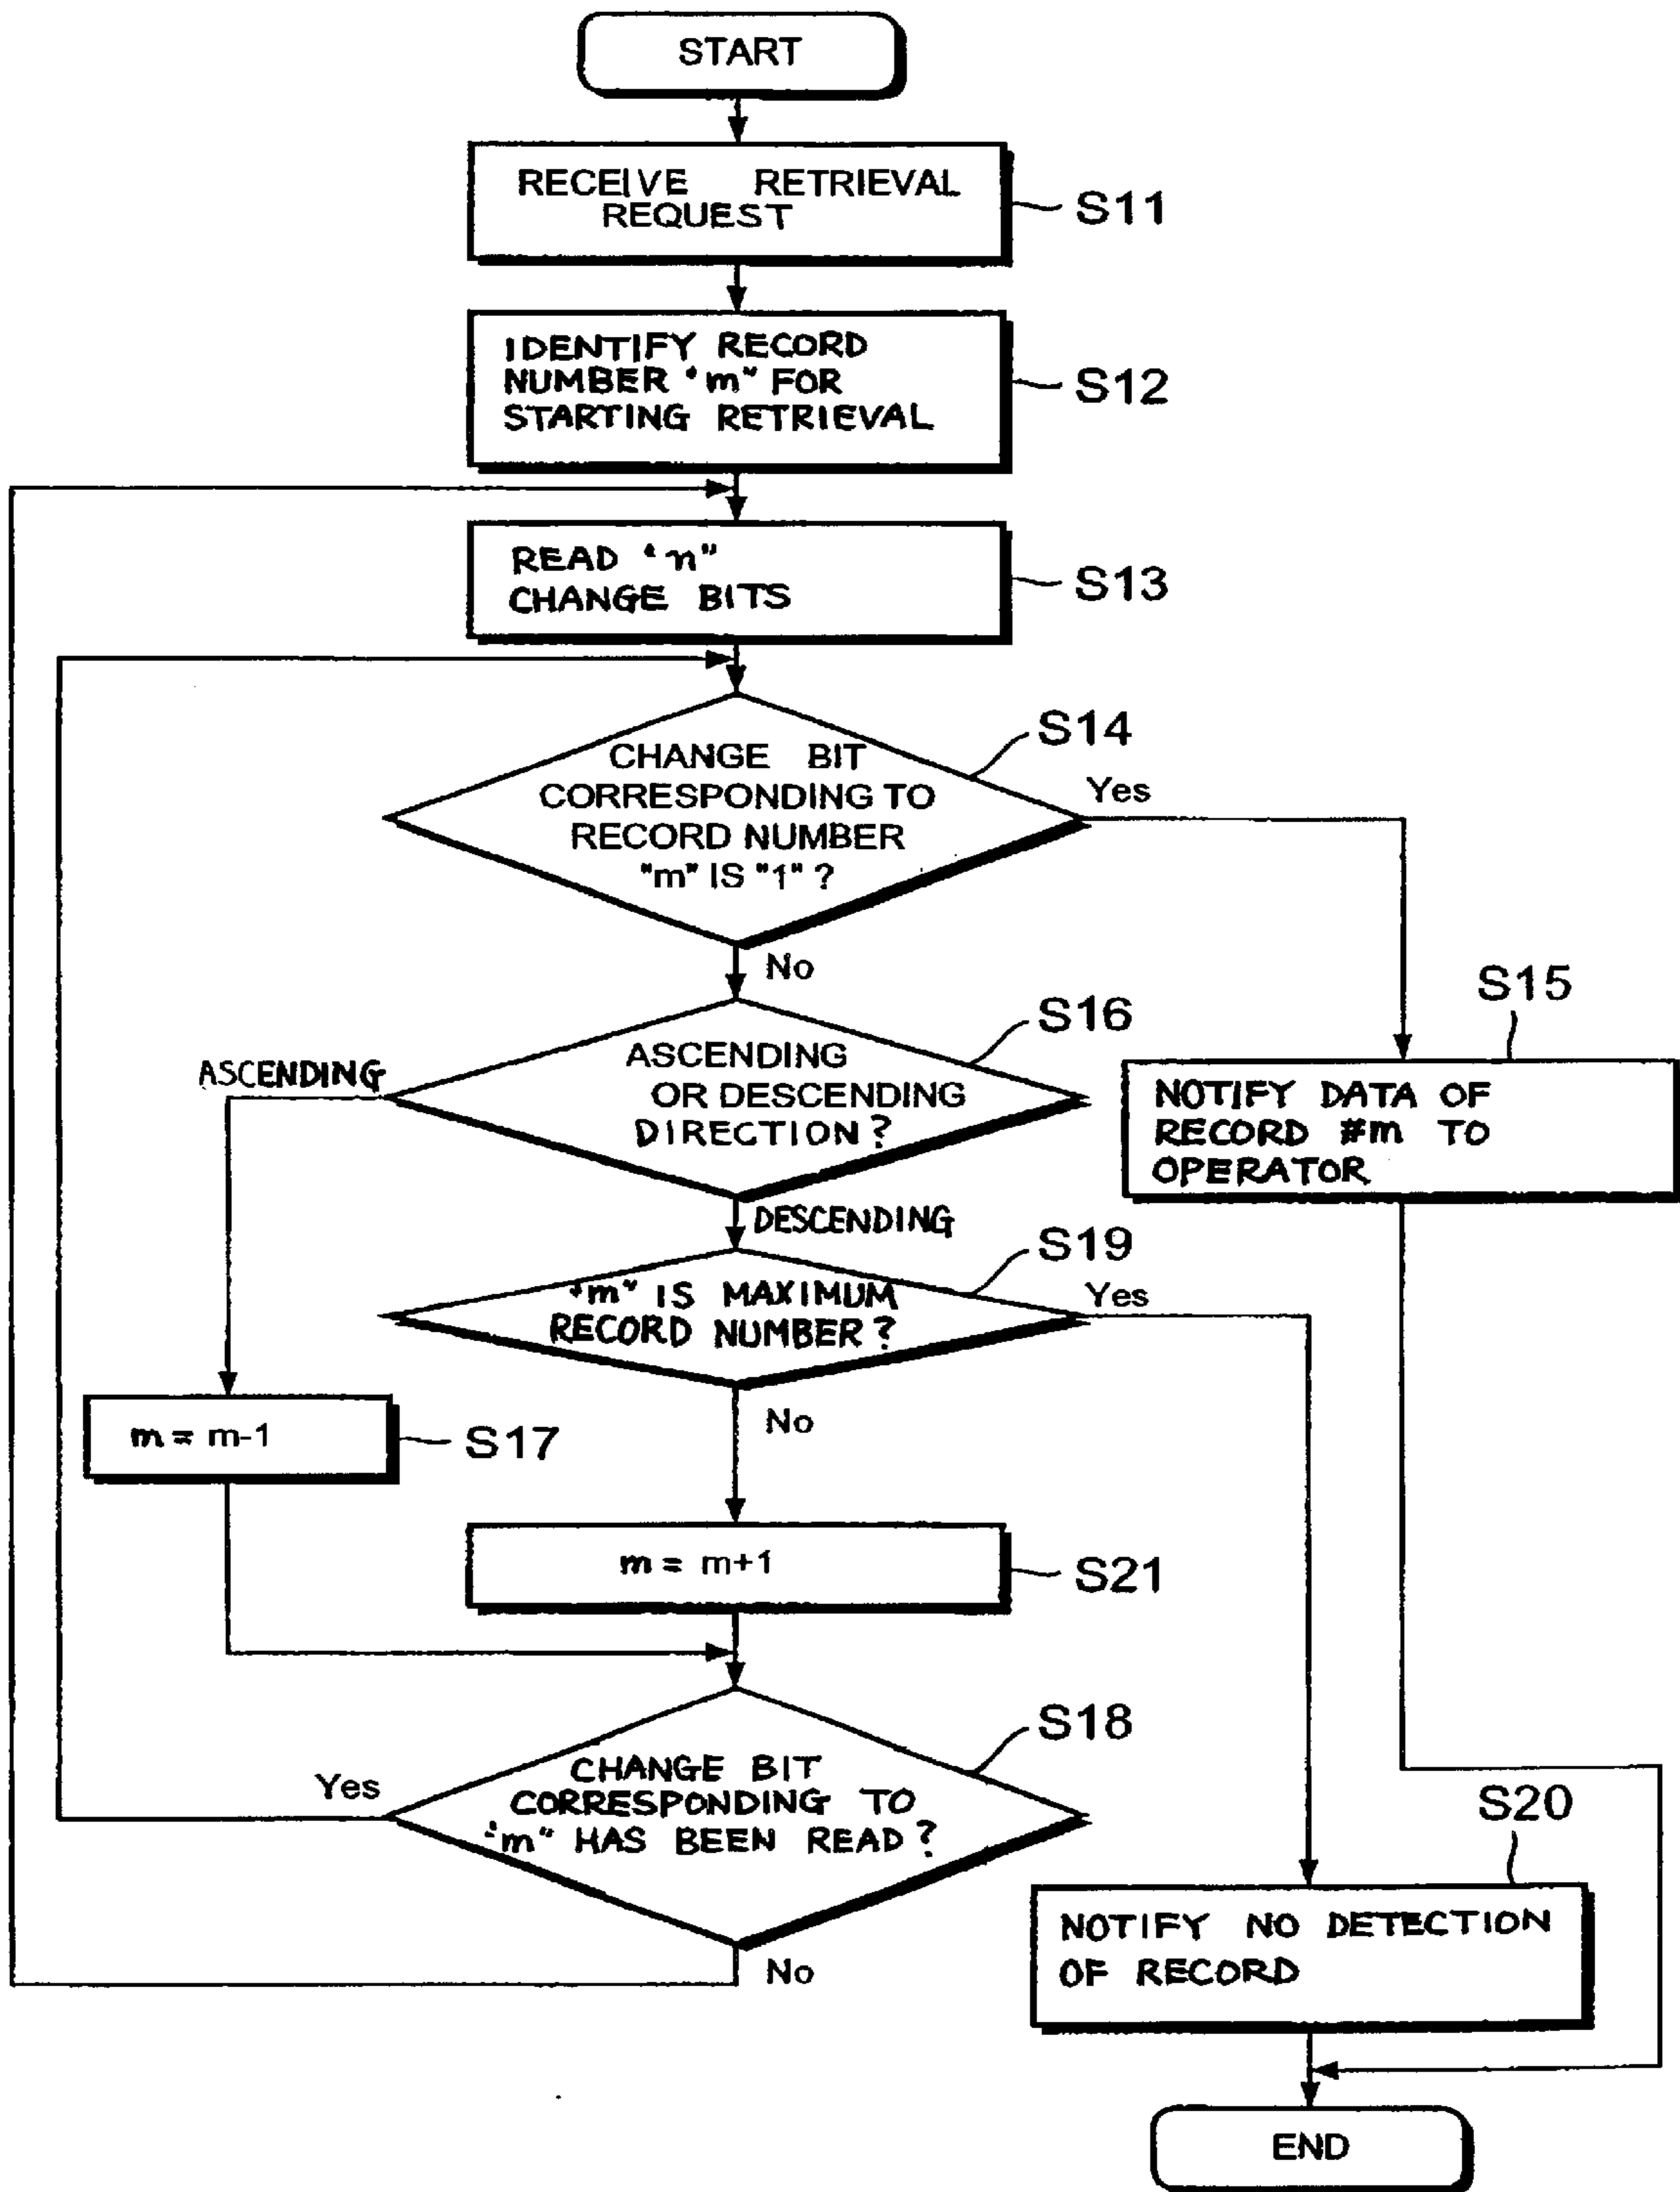 START
RECEIVE RETRIEVAL
REQUEST
S11
IDENTIFY RECORD
NUMBER "m" FOR
STARTING RETRIEVAL
S12
READ "n"
CHANGE BITS
S13
CHANGE BIT
CORRESPONDING TO
RECORD NUMBER
"m" IS "1" ?
S14
Yes
No
S15
NOTIFY DATA OF
RECORD #m TO
OPERATOR
ASCENDING
OR DESCENDING
DIRECTION ?
S16
ASCENDING
DESCENDING
"m" IS MAXIMUM
RECORD NUMBER ?
S19
Yes
No
m = m-1
S17
m = m+1
S21
CHANGE BIT
CORRESPONDING TO
"m" HAS BEEN READ ?
S18
Yes
No
S20
NOTIFY NO DETECTION
OF RECORD
END